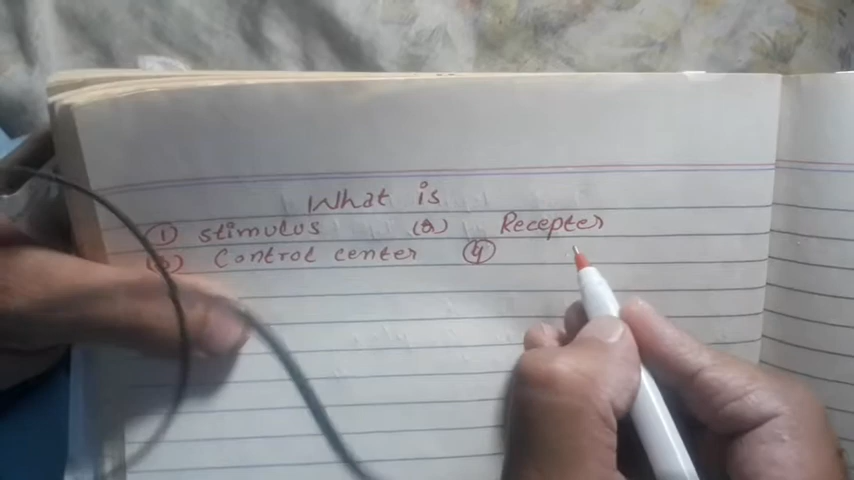 What is
① stimulus (2) Recepter
(3) Control center ④